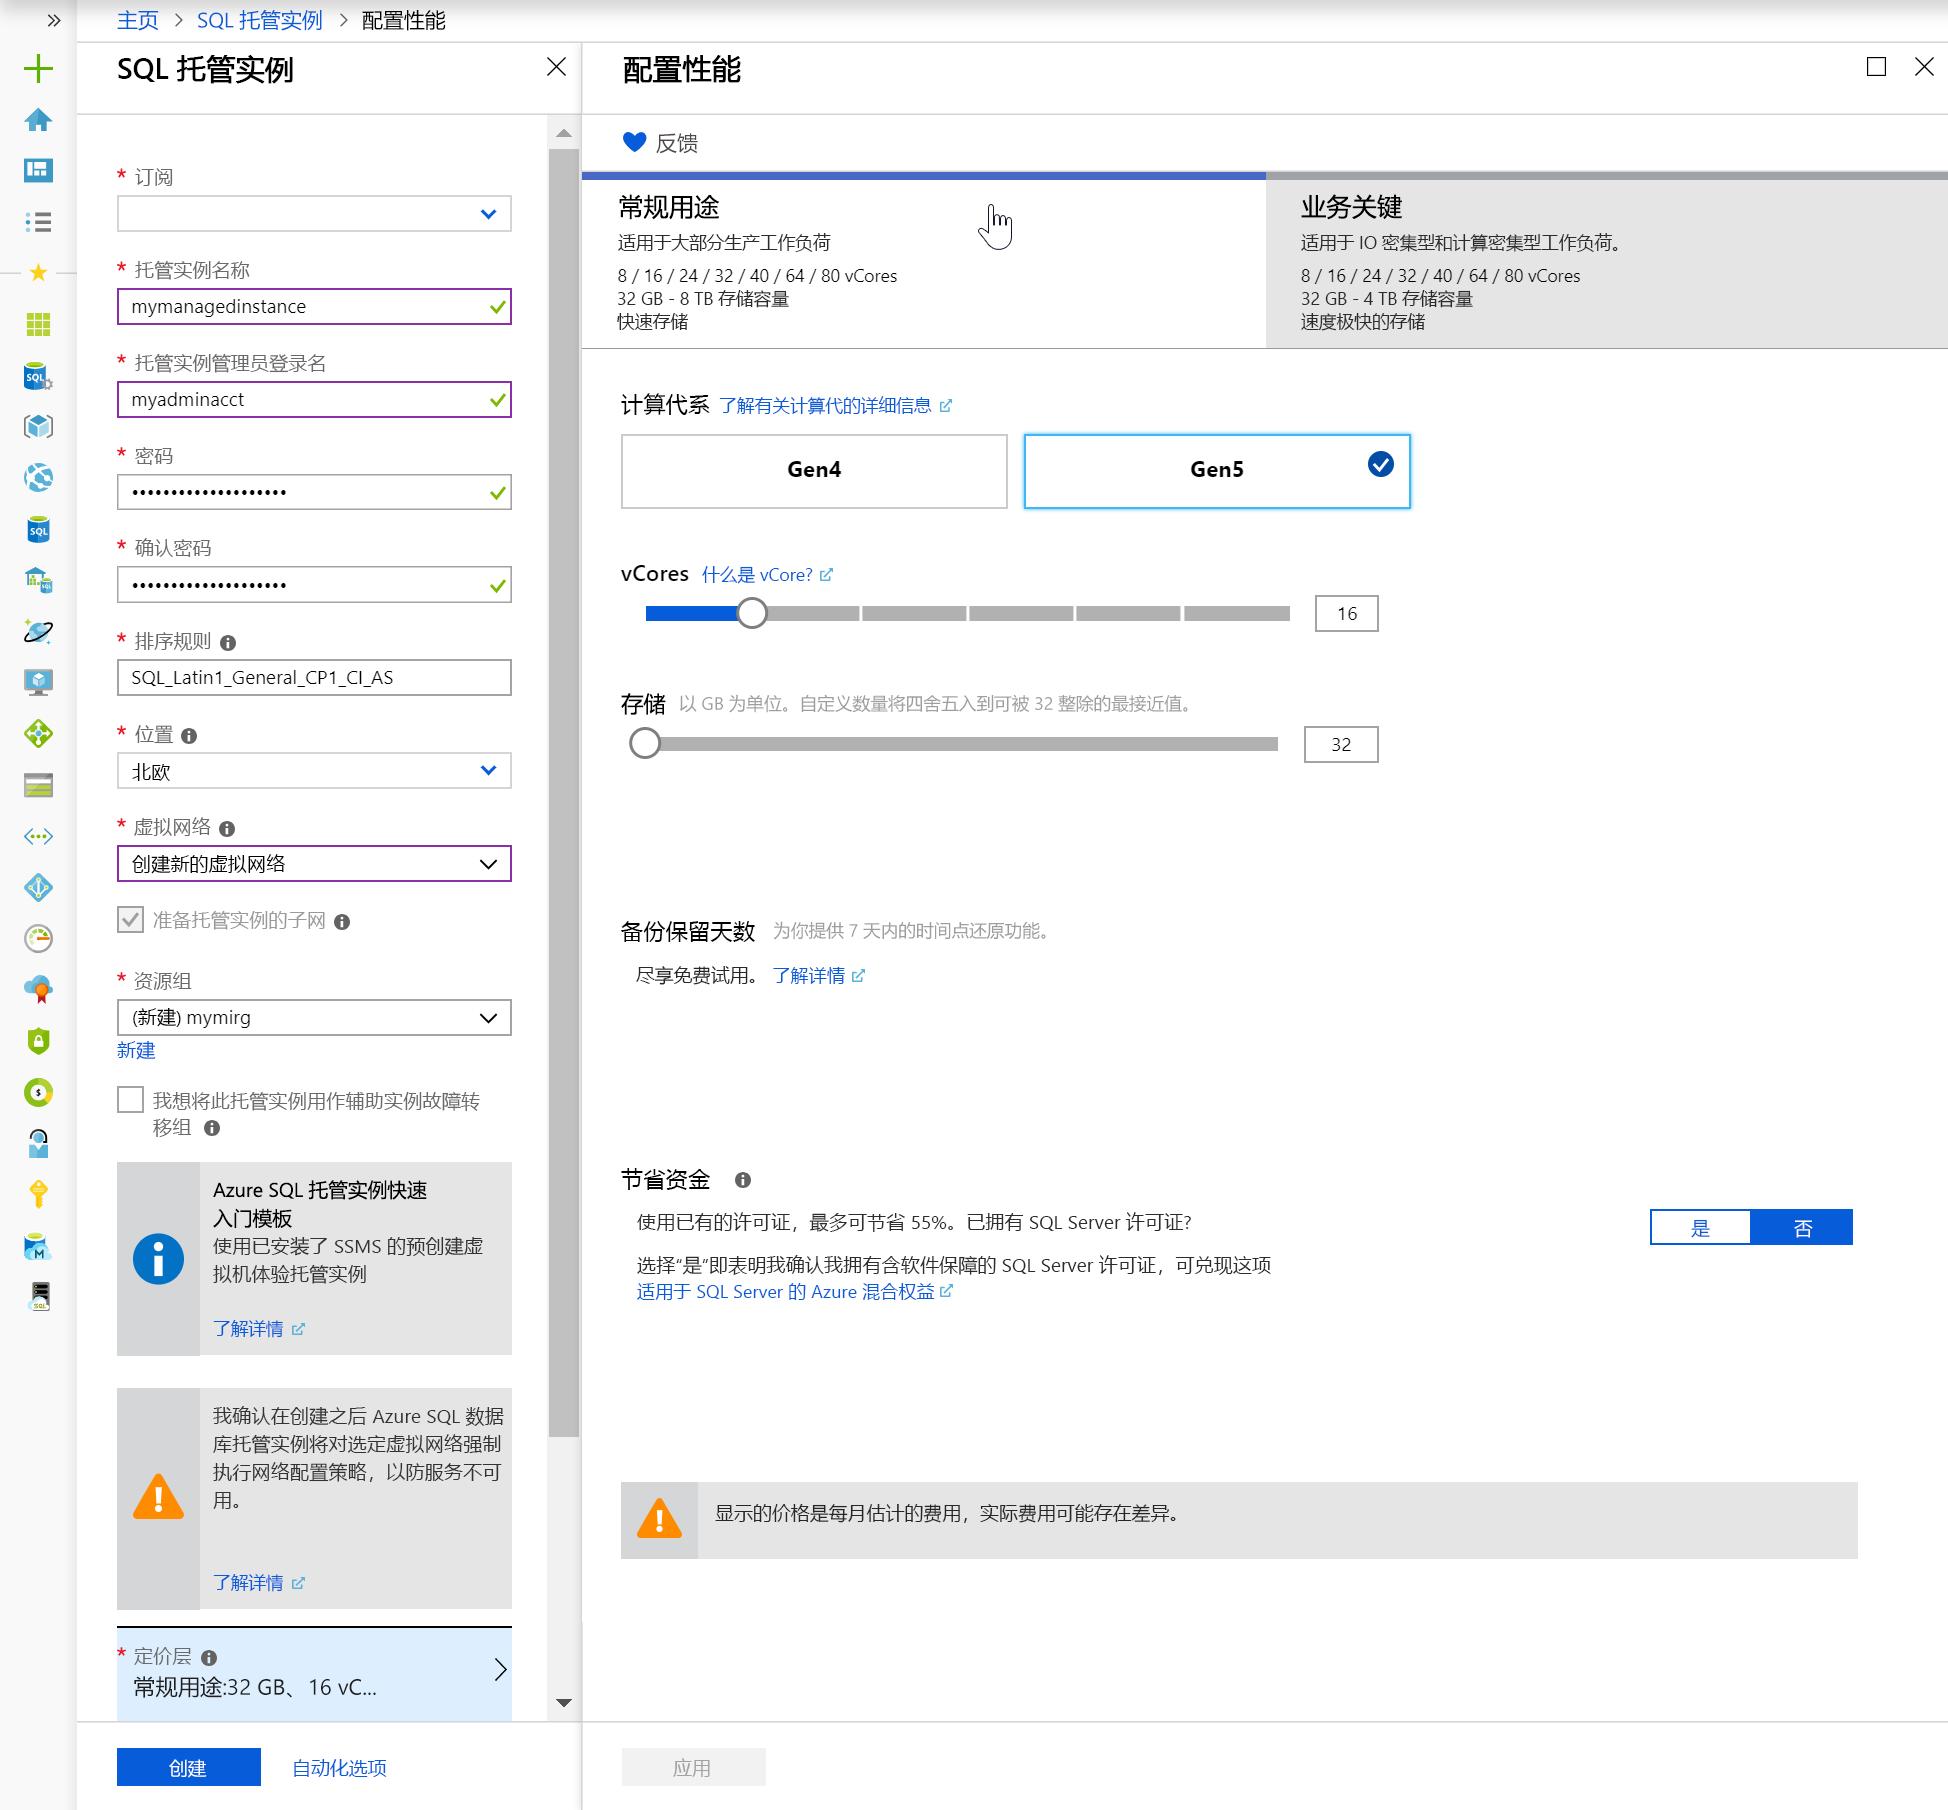 主页 > SQL 托管实例 > 配置性能
SQL 托管实例
* 订阅
* 托管实例名称
mymanagedinstance
* 托管实例管理员登录名
myadminacct
* 密码
••••••••••••••••••••
* 确认密码
••••••••••••••••••••
* 排序规则
SQL_Latin1_General_CP1_CI_AS
* 位置
北欧
* 虚拟网络
创建新的虚拟网络
准备托管实例的子网
* 资源组
(新建) mymirg
新建
我想将此托管实例用作辅助实例故障转
移组
Azure SQL 托管实例快速
入门模板
使用已安装了 SSMS 的预创建虚
拟机体验托管实例
了解详情
我确认在创建之后 Azure SQL 数据
库托管实例将对选定虚拟网络强制
执行网络配置策略，以防服务不可
用。
了解详情
* 定价层
常规用途:32 GB、16 vC...
创建
自动化选项
配置性能
反馈
常规用途
适用于大部分生产工作负荷
8 / 16 / 24 / 32 / 40 / 64 / 80 vCores
32 GB - 8 TB 存储容量
快速存储
业务关键
适用于 IO 密集型和计算密集型工作负荷。
8 / 16 / 24 / 32 / 40 / 64 / 80 vCores
32 GB - 4 TB 存储容量
速度极快的存储
计算代系 了解有关计算代的详细信息
Gen4
Gen5
vCores 什么是 vCore?
16
存储 以 GB 为单位。自定义数量将四舍五入到可被 32 整除的最接近值。
32
备份保留天数 为你提供 7 天内的时间点还原功能。
尽享免费试用。 了解详情
节省资金
使用已有的许可证，最多可节省 55%。已拥有 SQL Server 许可证?
是
否
选择“是”即表明我确认我拥有含软件保障的 SQL Server 许可证，可兑现这项
适用于 SQL Server 的 Azure 混合权益
显示的价格是每月估计的费用，实际费用可能存在差异。
应用
SQL
SQL
SQL
M
SQL